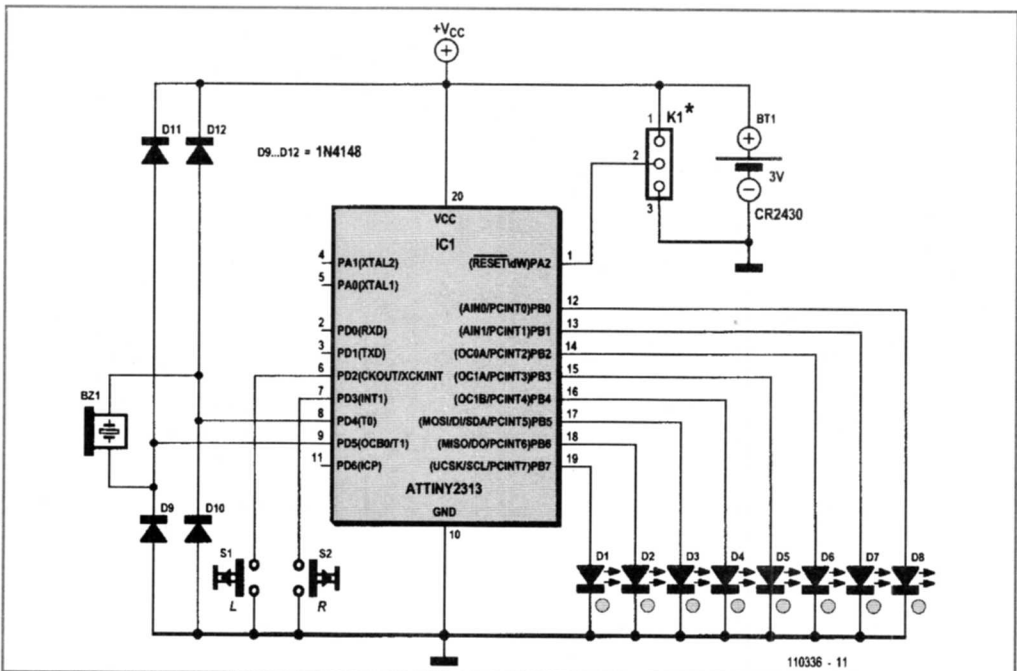 +VCC
D11
D12
D9...D12 = 1N4148
K1*
1
2
3
BT1
3V
CR2430
20
VCC
IC1
4
PA1(XTAL2)
(RESET\dW)PA2
1
5
PA0(XTAL1)
(AIN0/PCINT0)PB0
12
2
PD0(RXD)
(AIN1/PCINT1)PB1
13
3
PD1(TXD)
(OC0A/PCINT2)PB2
14
6
PD2(CKOUT/XCK/INT
(OC1A/PCINT3)PB3
15
7
PD3(INT1)
(OC1B/PCINT4)PB4
16
BZ1
8
PD4(T0)
(MOSI/DI/SDA/PCINT5)PB5
17
9
PD5(OCB0/T1)
(MISO/DO/PCINT6)PB6
18
11
PD6(ICP)
(UCSK/SCL/PCINT7)PB7
19
ATTINY2313
GND
10
D9
D10
S1
L
S2
R
D1
D2
D3
D4
D5
D6
D7
D8
110336 - 11